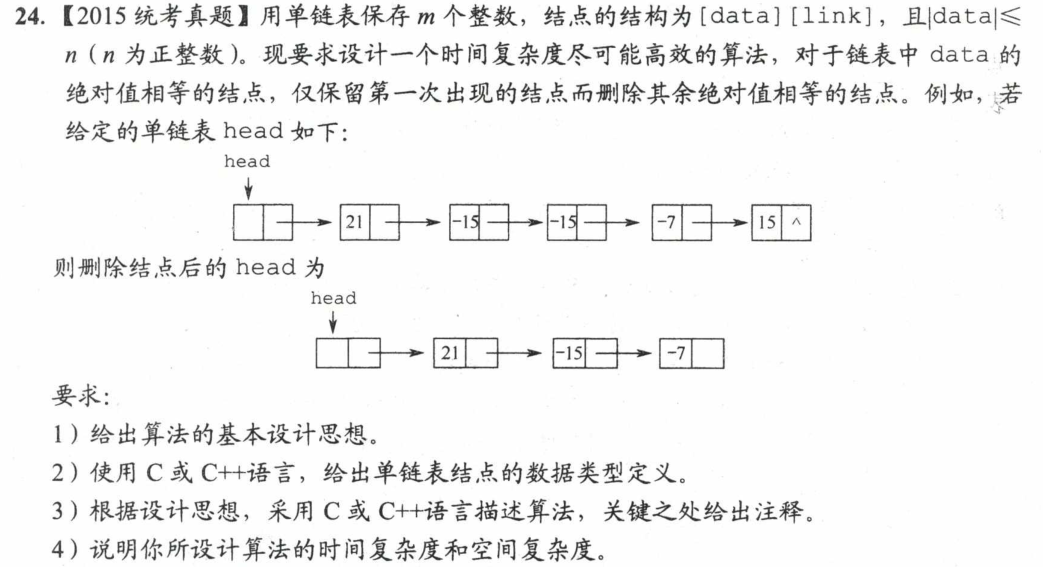 24.【2015 统考真题】用单链表保存 m 个整数，结点的结构为[data][link]，且|data|≤
n（n 为正整数）。现要求设计一个时间复杂度尽可能高效的算法，对于链表中 data 的
绝对值相等的结点，仅保留第一次出现的结点而删除其余绝对值相等的结点。例如，若
给定的单链表 head 如下：
head
21 -15 -15 -7 15 ^
则删除结点后的 head 为
head
21 -15 -7
要求：
1）给出算法的基本设计思想。
2）使用 C 或 C++语言，给出单链表结点的数据类型定义。
3）根据设计思想，采用 C 或 C++语言描述算法，关键之处给出注释。
4）说明你所设计算法的时间复杂度和空间复杂度。